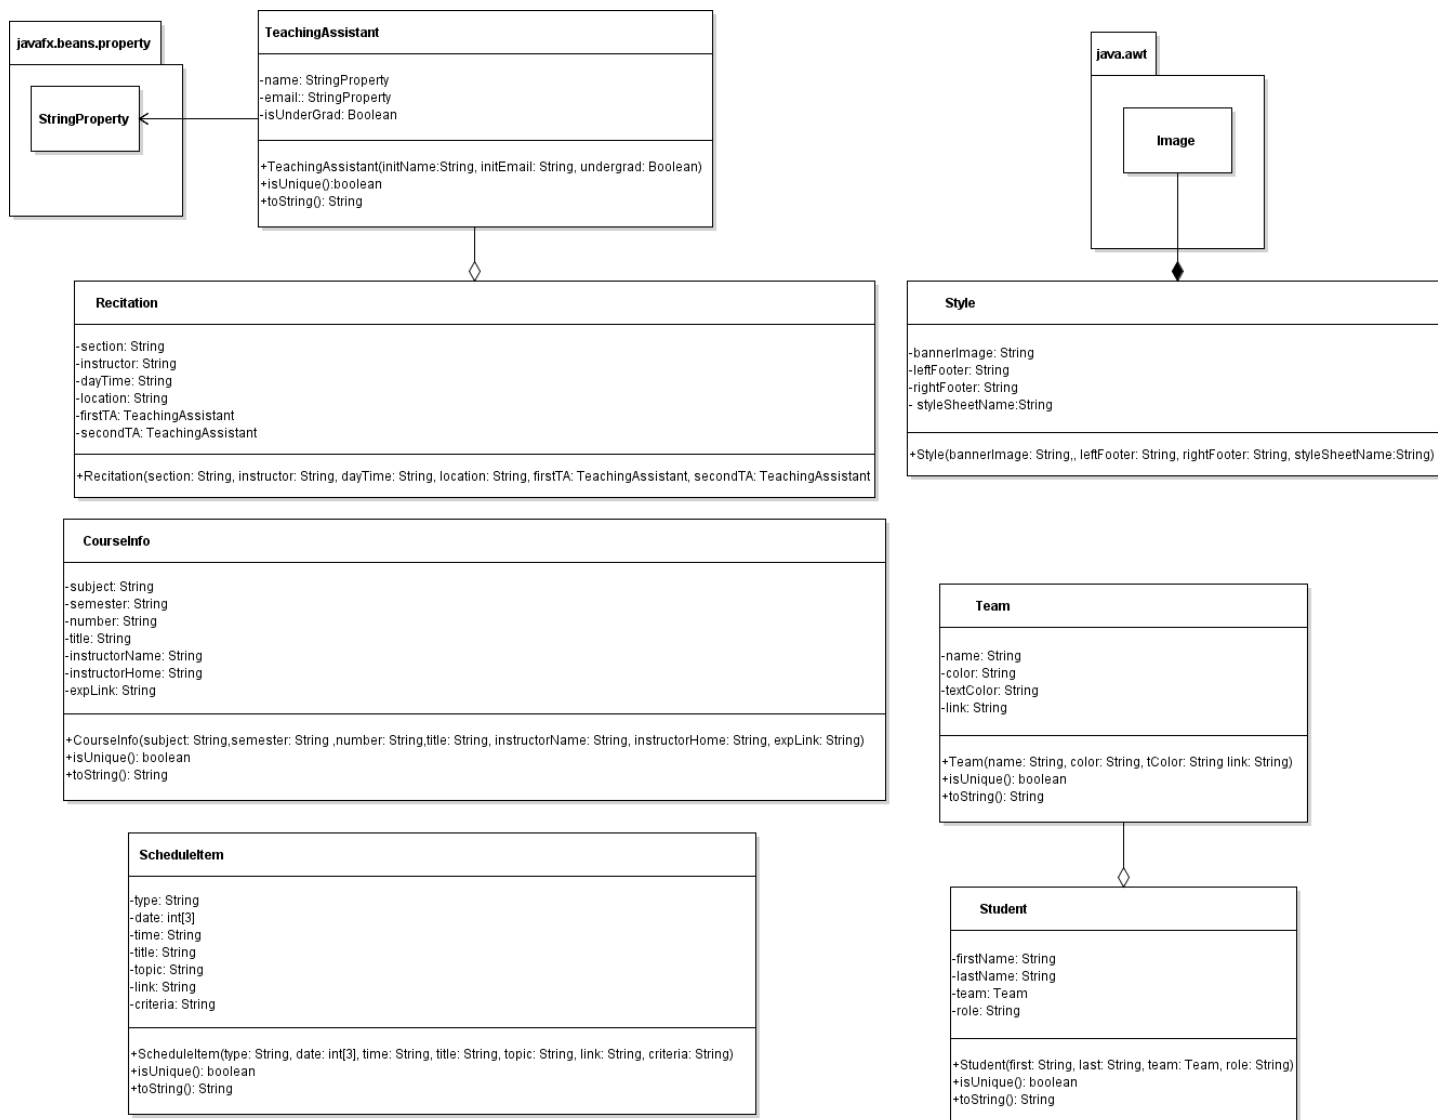 javafx.beans.property
StringProperty
TeachingAssistant
-name: StringProperty
-email:: StringProperty
-isUnderGrad: Boolean
+TeachingAssistant(initName:String, initEmail: String, undergrad: Boolean)
+isUnique():boolean
+toString(): String
java.awt
Image
Recitation
-section: String
-instructor: String
-dayTime: String
-location: String
-firstTA: TeachingAssistant
-secondTA: TeachingAssistant
+Recitation(section: String, instructor: String, dayTime: String, location: String, firstTA: TeachingAssistant, secondTA: TeachingAssistant
Style
-bannerImage: String
-leftFooter: String
-rightFooter: String
- styleSheetName:String
+Style(bannerImage: String,, leftFooter: String, rightFooter: String, styleSheetName:String)
CourseInfo
-subject: String
-semester: String
-number: String
-title: String
-instructorName: String
-instructorHome: String
-expLink: String
+CourseInfo(subject: String,semester: String ,number: String,title: String, instructorName: String, instructorHome: String, expLink: String)
+isUnique(): boolean
+toString(): String
Team
-name: String
-color: String
-textColor: String
-link: String
+Team(name: String, color: String, tColor: String link: String)
+isUnique(): boolean
+toString(): String
ScheduleItem
-type: String
-date: int[3]
-time: String
-title: String
-topic: String
-link: String
-criteria: String
+ScheduleItem(type: String, date: int[3], time: String, title: String, topic: String, link: String, criteria: String)
+isUnique(): boolean
+toString(): String
Student
-firstName: String
-lastName: String
-team: Team
-role: String
+Student(first: String, last: String, team: Team, role: String)
+isUnique(): boolean
+toString(): String